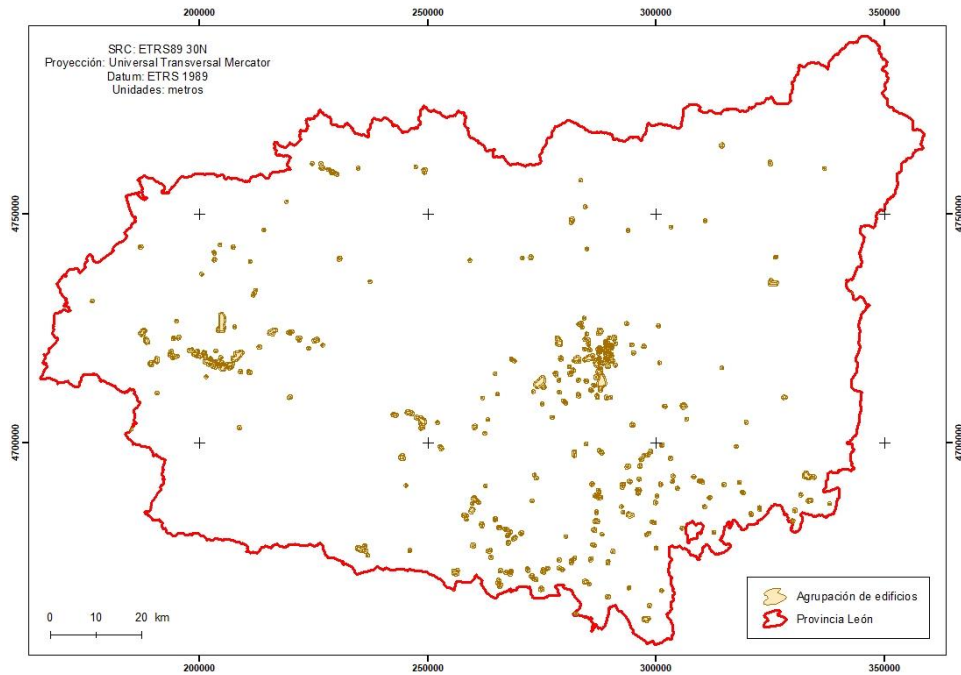 200000 250000 300000 350000
SRC: ETRS89 30N
Proyección: Universal Transversal Mercator
Datum: ETRS 1989
Unidades: metros
4750000 4750000
4700000 4700000
Agrupación de edificios
Provincia León
0 10 20 km
200000 250000 300000 350000